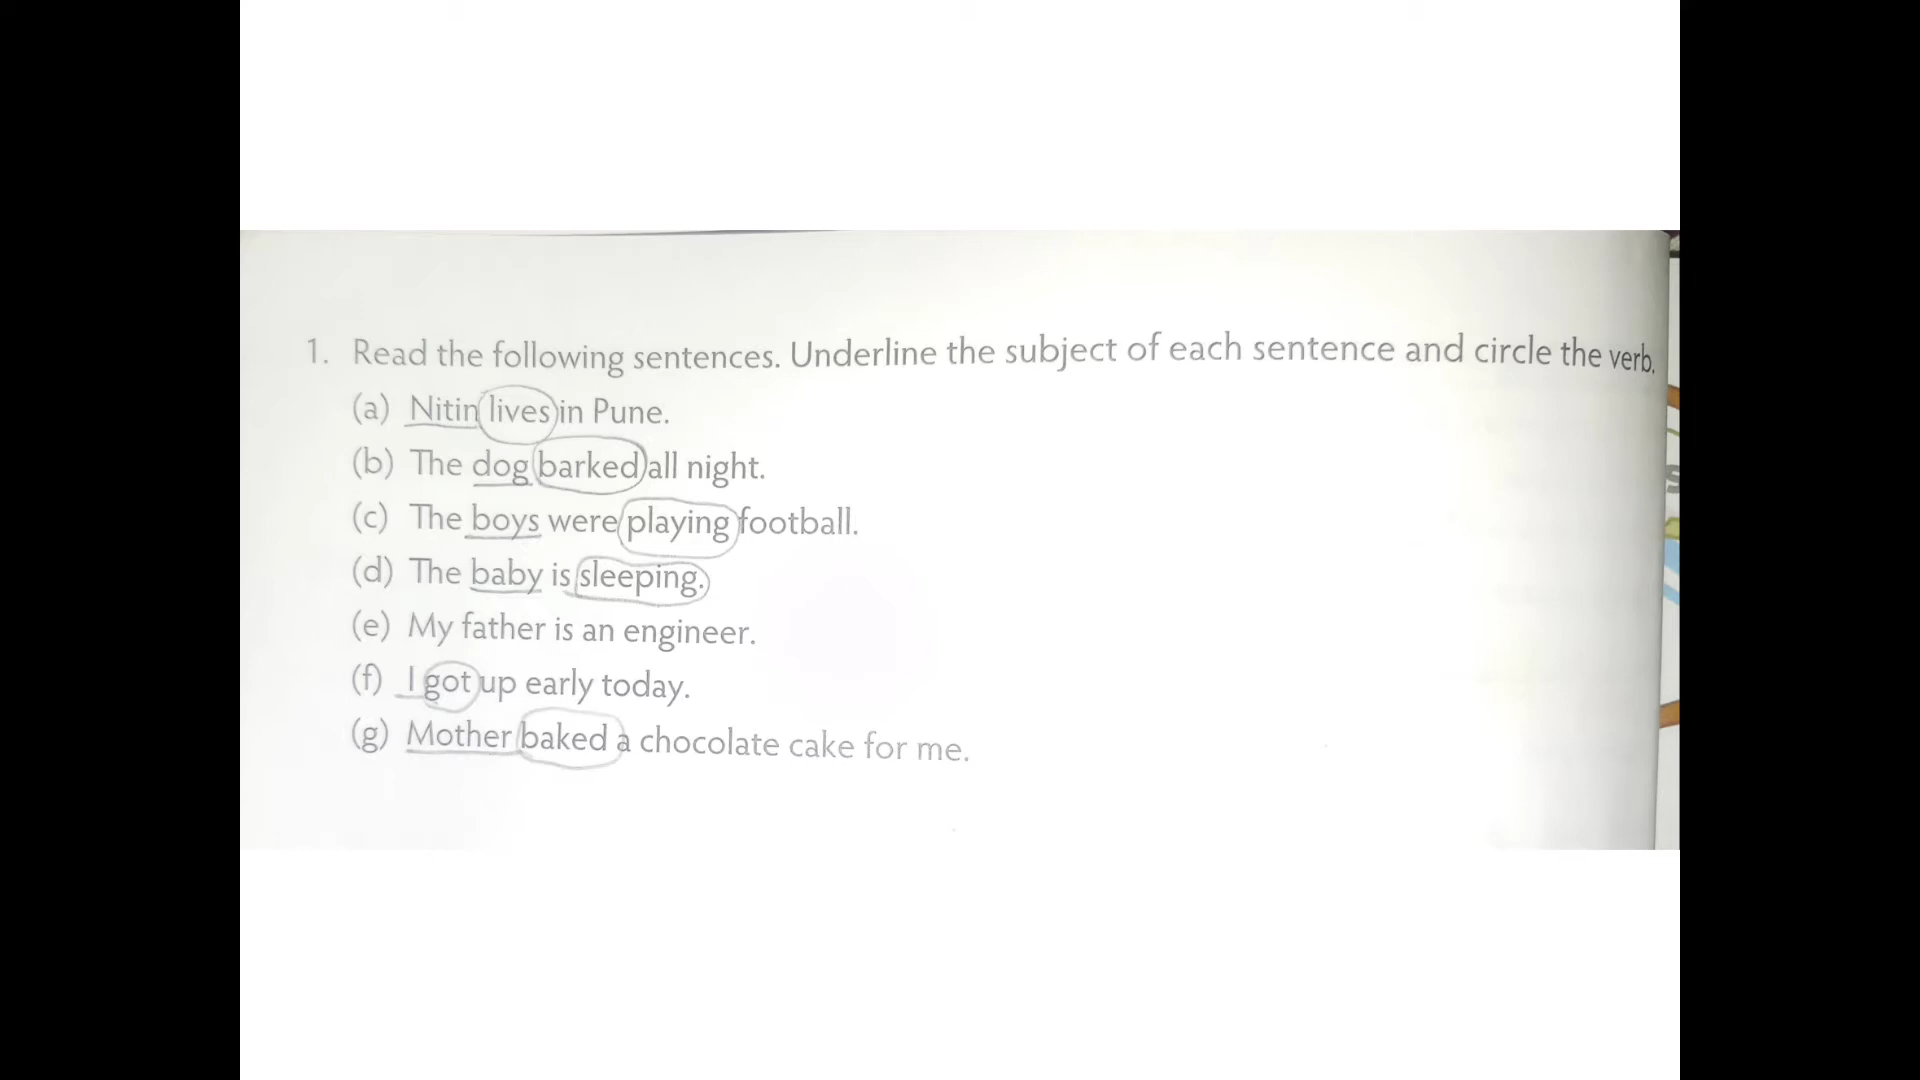 1. Read the following sentences. Underline the subject of each sentence and circle the verb.
(a) Nitin lives in Pune.
(b) The dog barked all night.
(c) The boys were playing football.
(d) The baby is sleeping.
(e) My father is an engineer.
(f) I got up early today.
(g) Mother baked a chocolate cake for me.